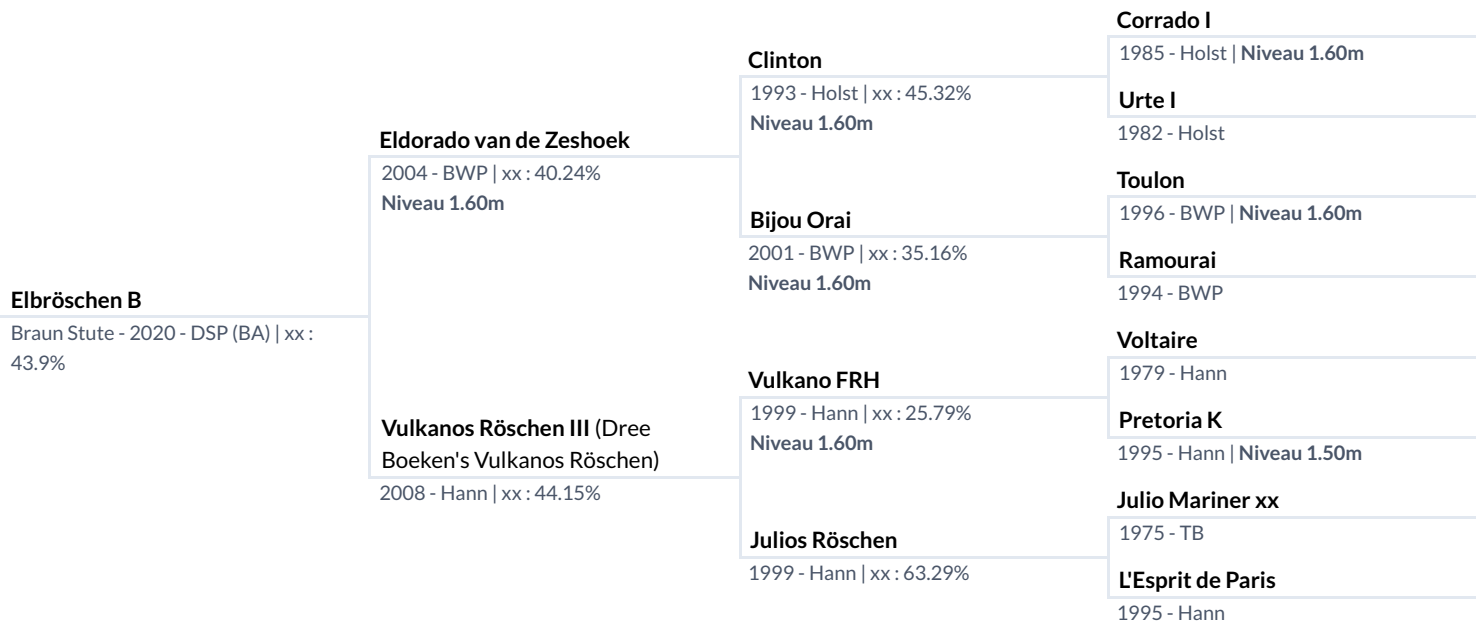 Elbröschen B
Braun Stute - 2020 - DSP (BA) | xx :
43.9%
Eldorado van de Zeshoek
2004 - BWP | xx : 40.24%
Niveau 1.60m
Vulkanos Röschen III (Dree
Boeken's Vulkanos Röschen)
2008 - Hann | xx : 44.15%
Clinton
1993 - Holst | xx : 45.32%
Niveau 1.60m
Bijou Orai
2001 - BWP | xx : 35.16%
Niveau 1.60m
Vulkano FRH
1999 - Hann | xx : 25.79%
Niveau 1.60m
Julios Röschen
1999 - Hann | xx : 63.29%
Corrado I
1985 - Holst | Niveau 1.60m
Urte I
1982 - Holst
Toulon
1996 - BWP | Niveau 1.60m
Ramourai
1994 - BWP
Voltaire
1979 - Hann
Pretoria K
1995 - Hann | Niveau 1.50m
Julio Mariner xx
1975 - TB
L'Esprit de Paris
1995 - Hann